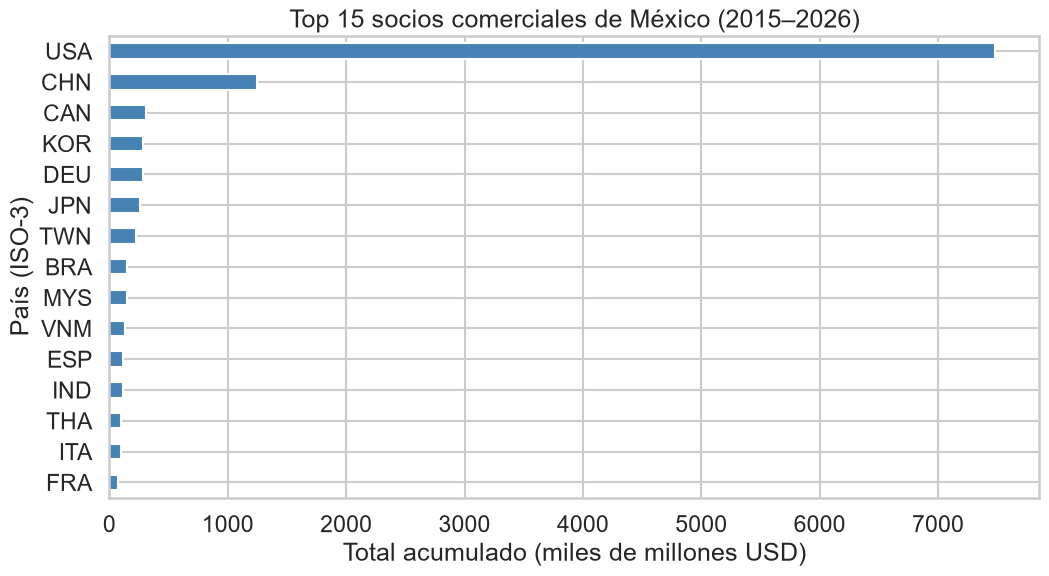 Top 15 socios comerciales de México (2015–2026)
País (ISO-3)
USA
CHN
CAN
KOR
DEU
JPN
TWN
BRA
MYS
VNM
ESP
IND
THA
ITA
FRA
0 1000 2000 3000 4000 5000 6000 7000
Total acumulado (miles de millones USD)